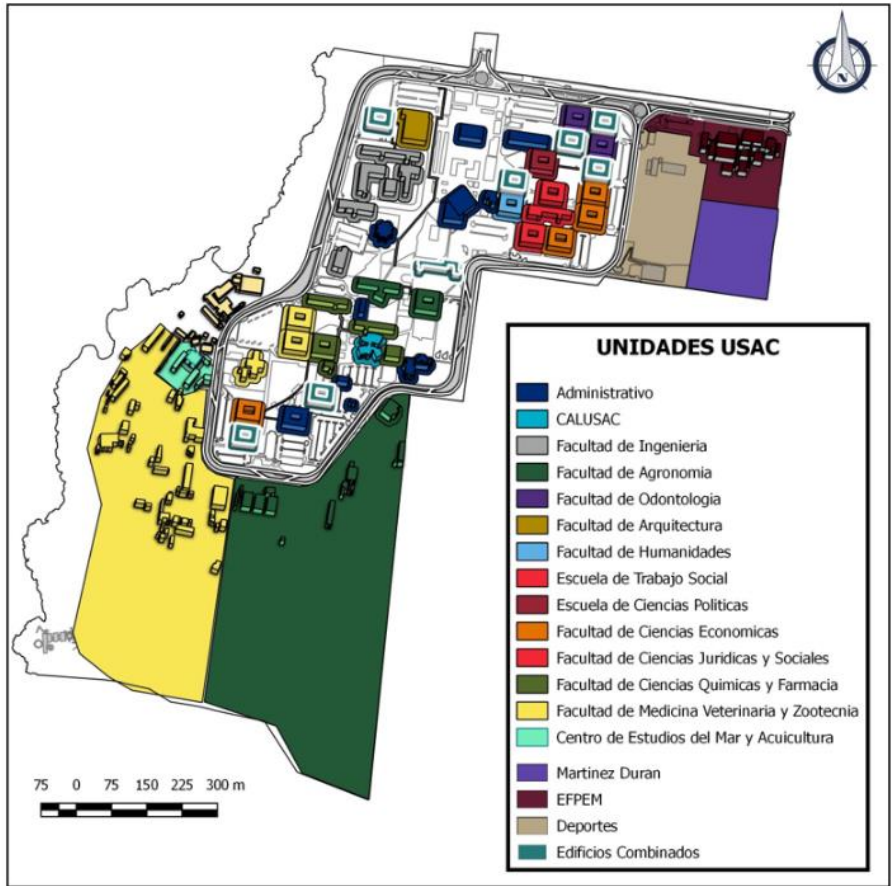 N
UNIDADES USAC
Administrativo
CALUSAC
Facultad de Ingenieria
Facultad de Agronomia
Facultad de Odontologia
Facultad de Arquitectura
Facultad de Humanidades
Escuela de Trabajo Social
Escuela de Ciencias Politicas
Facultad de Ciencias Economicas
Facultad de Ciencias Juridicas y Sociales
Facultad de Ciencias Quimicas y Farmacia
Facultad de Medicina Veterinaria y Zootecnia
Centro de Estudios del Mar y Acuicultura
Martinez Duran
EFPEM
Deportes
Edificios Combinados
75 0 75 150 225 300 m